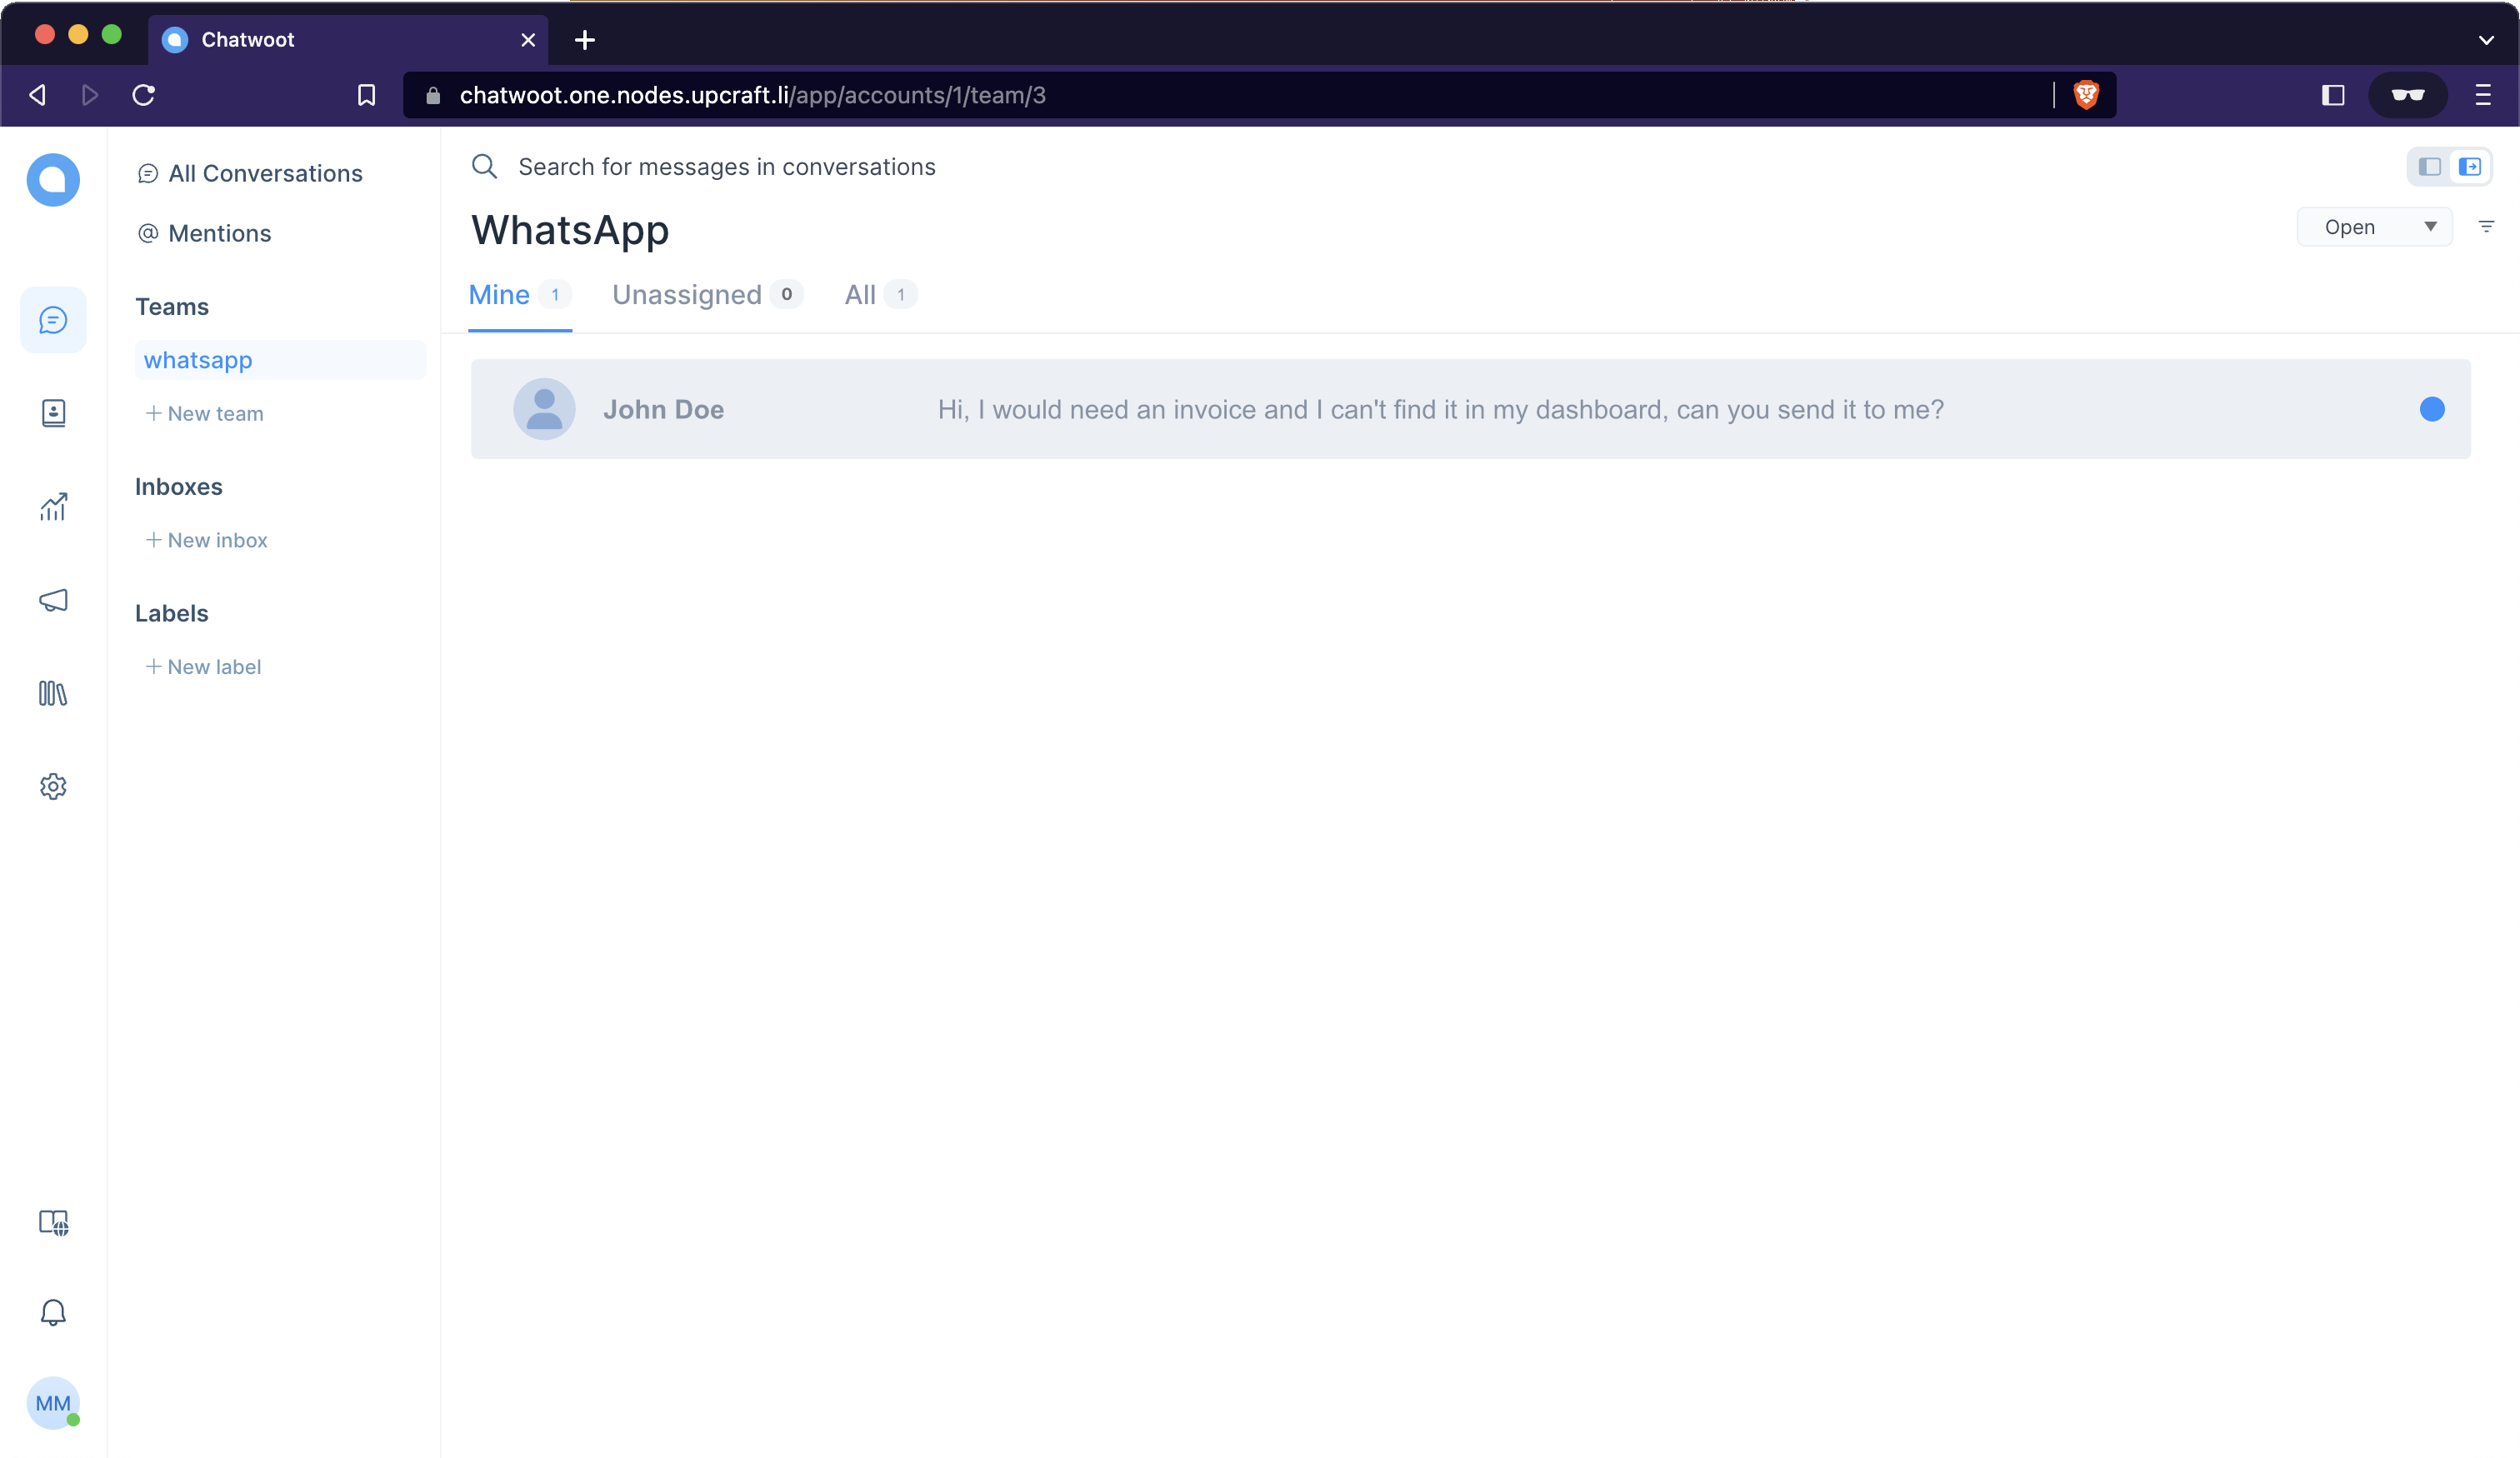 Chatwoot
chatwoot.one.nodes.upcraft.li/app/accounts/1/team/3
All Conversations
@ Mentions
Teams
whatsapp
+ New team
Inboxes
+ New inbox
Labels
+ New label
MM
Search for messages in conversations
WhatsApp
Open
Mine 1 Unassigned 0 All 1
John Doe Hi, I would need an invoice and I can't find it in my dashboard, can you send it to me?